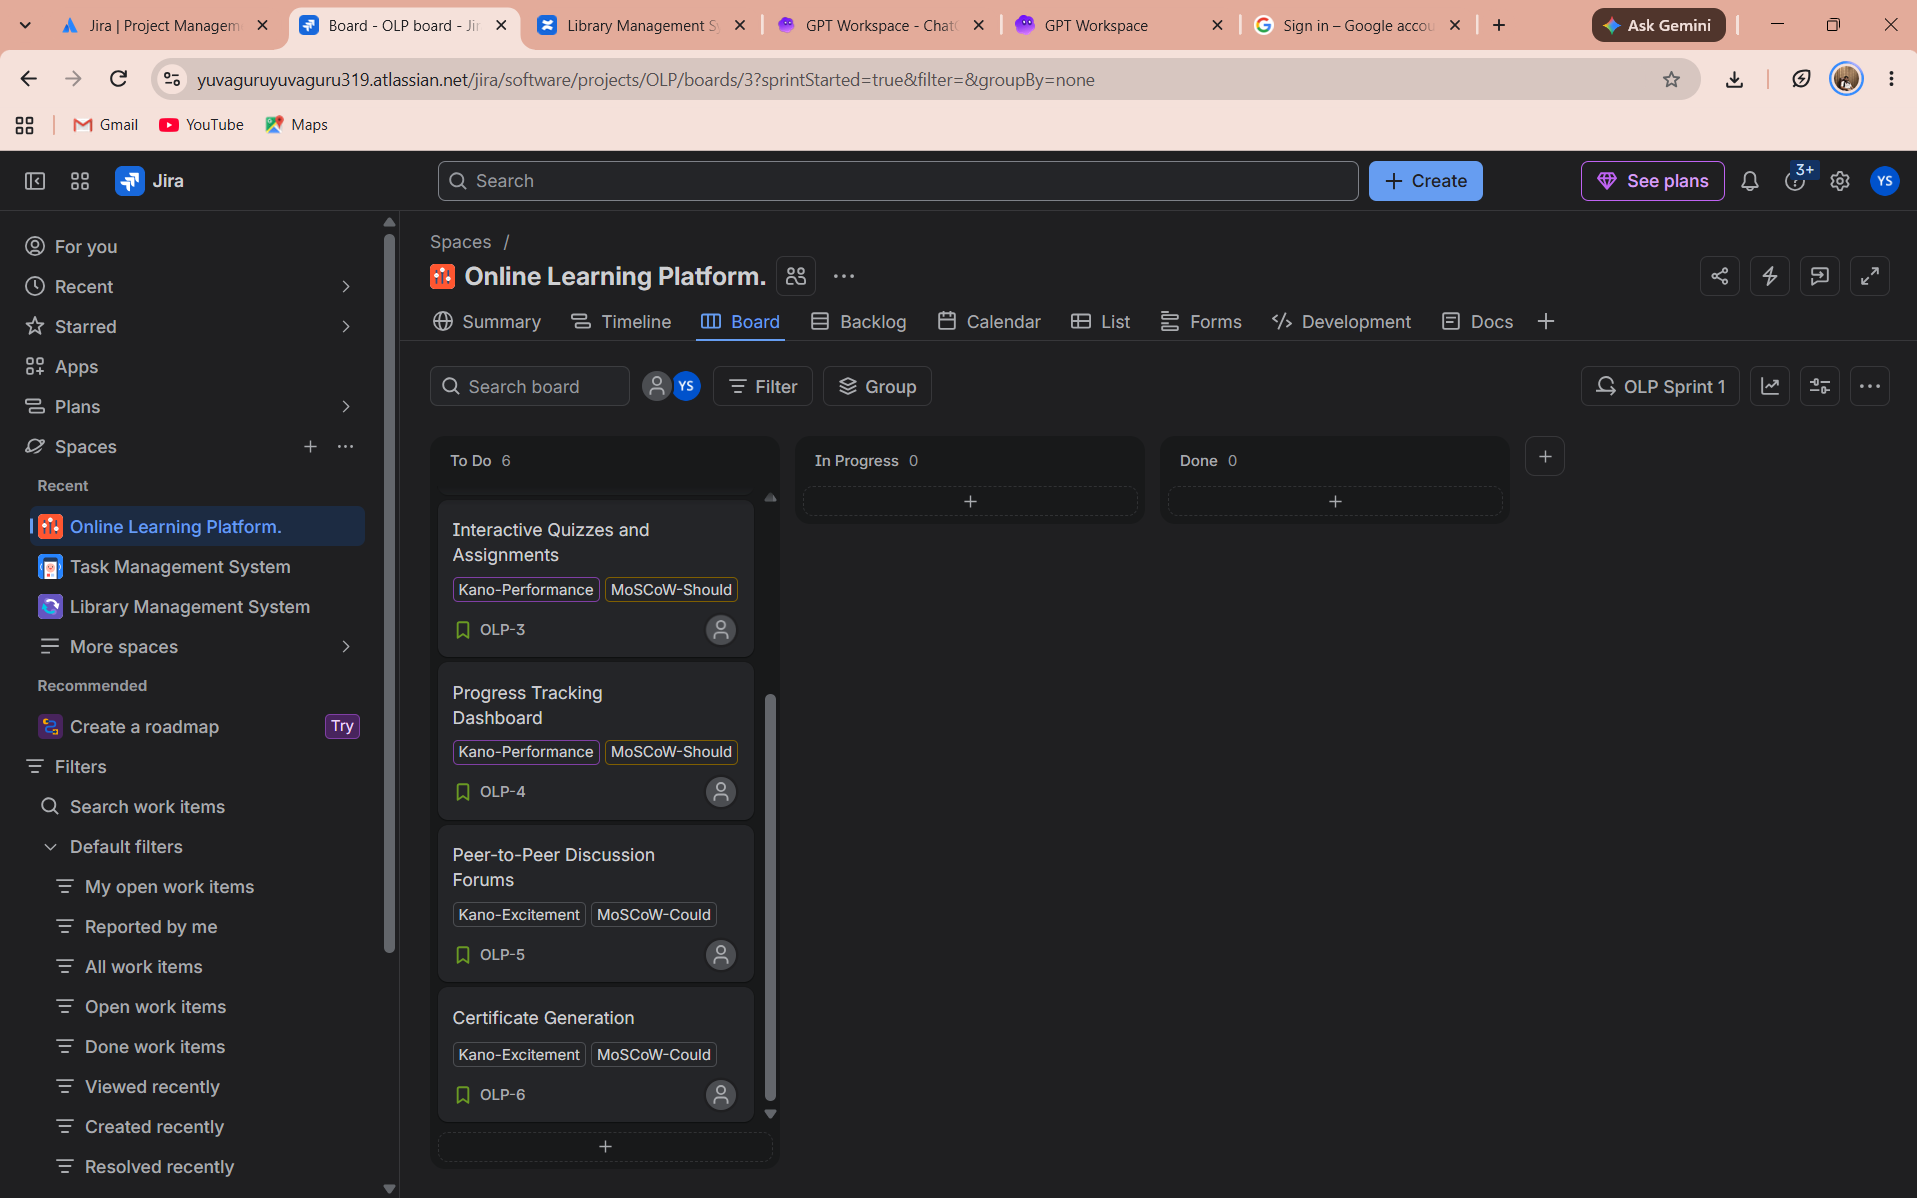 Jira | Project Managem
Board - OLP board - Jir
Library Management S
GPT Workspace - Chat
GPT Workspace
Sign in – Google accou
Ask Gemini
yuvaguruyuvaguru319.atlassian.net/jira/software/projects/OLP/boards/3?sprintStarted=true&filter=&groupBy=none
Gmail
YouTube
Maps
Jira
Search
Create
See plans
3+
YS
For you
Recent
Starred
Apps
Plans
Spaces
Recent
Online Learning Platform.
Task Management System
Library Management System
More spaces
Recommended
Create a roadmap
Try
Filters
Search work items
Default filters
My open work items
Reported by me
All work items
Open work items
Done work items
Viewed recently
Created recently
Resolved recently
Spaces /
Online Learning Platform.
Summary
Timeline
Board
Backlog
Calendar
List
Forms
Development
Docs
Search board
YS
Filter
Group
OLP Sprint 1
To Do 6
Interactive Quizzes and
Assignments
Kano-Performance MoSCoW-Should
OLP-3
Progress Tracking
Dashboard
Kano-Performance MoSCoW-Should
OLP-4
Peer-to-Peer Discussion
Forums
Kano-Excitement MoSCoW-Could
OLP-5
Certificate Generation
Kano-Excitement MoSCoW-Could
OLP-6
In Progress 0
Done 0